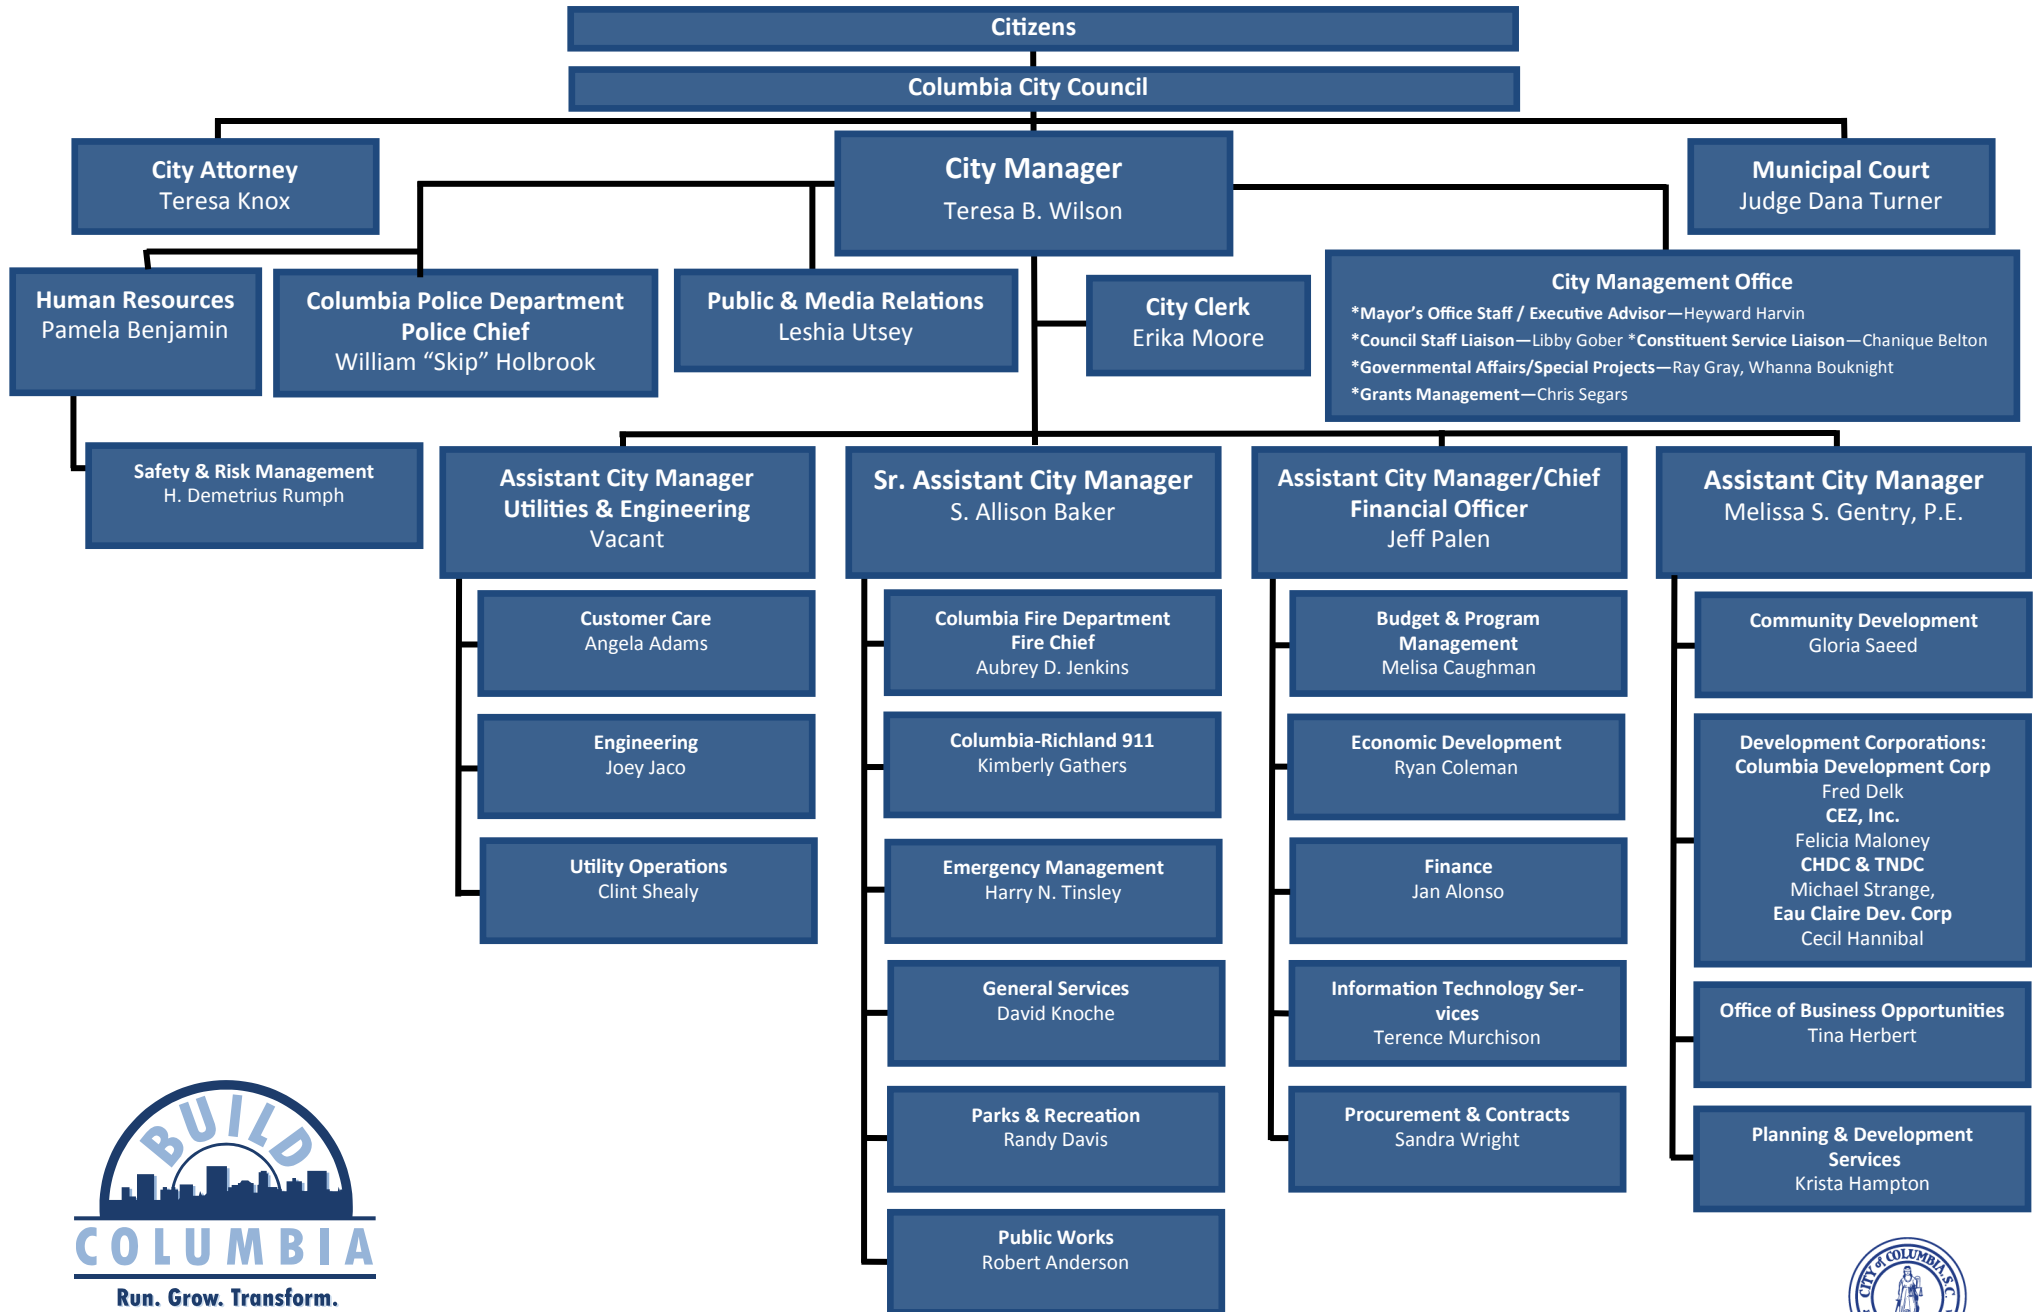 Citizens
Columbia City Council
City Attorney
Teresa Knox
City Manager
Teresa B. Wilson
Municipal Court
Judge Dana Turner
Human Resources
Pamela Benjamin
Columbia Police Department
Police Chief
William “Skip” Holbrook
Public & Media Relations
Leshia Utsey
City Clerk
Erika Moore
City Management Office
*Mayor’s Office Staff / Executive Advisor—Heyward Harvin
*Council Staff Liaison—Libby Gober *Constituent Service Liaison—Chanique Belton
*Governmental Affairs/Special Projects—Ray Gray, Whanna Bouknight
*Grants Management—Chris Segars
Safety & Risk Management
H. Demetrius Rumph
Assistant City Manager
Utilities & Engineering
Vacant
Customer Care
Angela Adams
Engineering
Joey Jaco
Utility Operations
Clint Shealy
Sr. Assistant City Manager
S. Allison Baker
Columbia Fire Department
Fire Chief
Aubrey D. Jenkins
Columbia-Richland 911
Kimberly Gathers
Emergency Management
Harry N. Tinsley
General Services
David Knoche
Parks & Recreation
Randy Davis
Public Works
Robert Anderson
Assistant City Manager/Chief
Financial Officer
Jeff Palen
Budget & Program
Management
Melisa Caughman
Economic Development
Ryan Coleman
Finance
Jan Alonso
Information Technology Ser-
vices
Terence Murchison
Procurement & Contracts
Sandra Wright
Assistant City Manager
Melissa S. Gentry, P.E.
Community Development
Gloria Saeed
Development Corporations:
Columbia Development Corp
Fred Delk
CEZ, Inc.
Felicia Maloney
CHDC & TNDC
Michael Strange,
Eau Claire Dev. Corp
Cecil Hannibal
Office of Business Opportunities
Tina Herbert
Planning & Development
Services
Krista Hampton
BUILD
COLUMBIA
Run. Grow. Transform.
CITY of COLUMBIA, S.C.